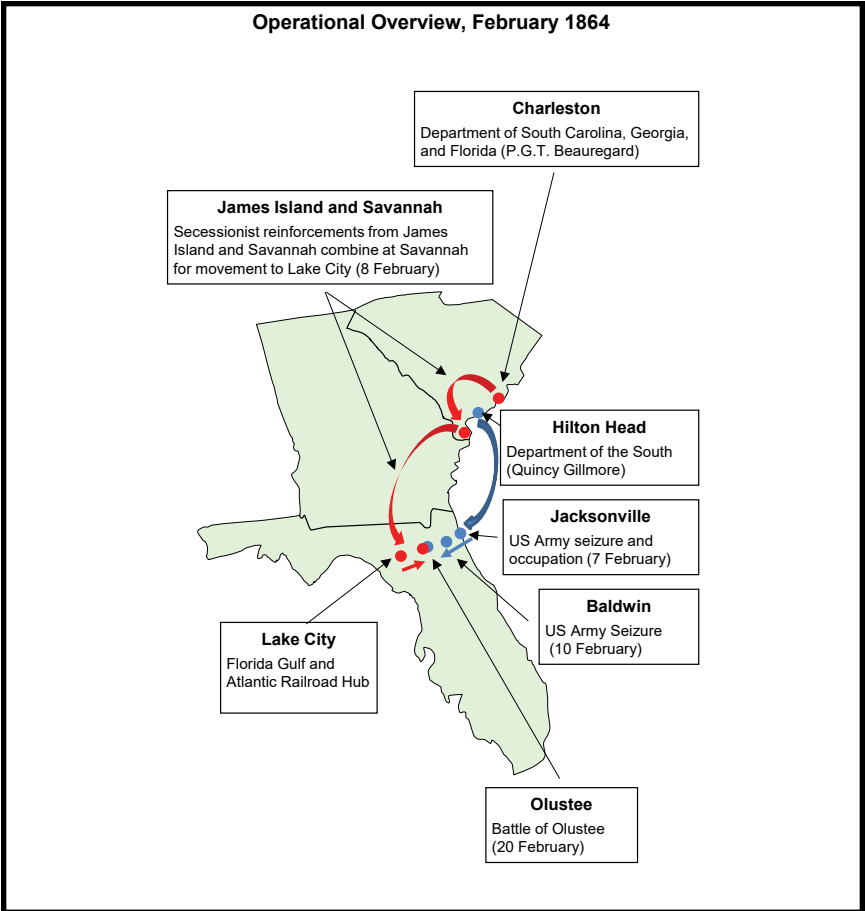 Operational Overview, February 1864
Charleston
Department of South Carolina, Georgia,
and Florida (P.G.T. Beauregard)
James Island and Savannah
Secessionist reinforcements from James
Island and Savannah combine at Savannah
for movement to Lake City (8 February)
Hilton Head
Department of the South
(Quincy Gillmore)
Jacksonville
US Army seizure and
occupation (7 February)
Baldwin
US Army Seizure
(10 February)
Lake City
Florida Gulf and
Atlantic Railroad Hub
Olustee
Battle of Olustee
(20 February)